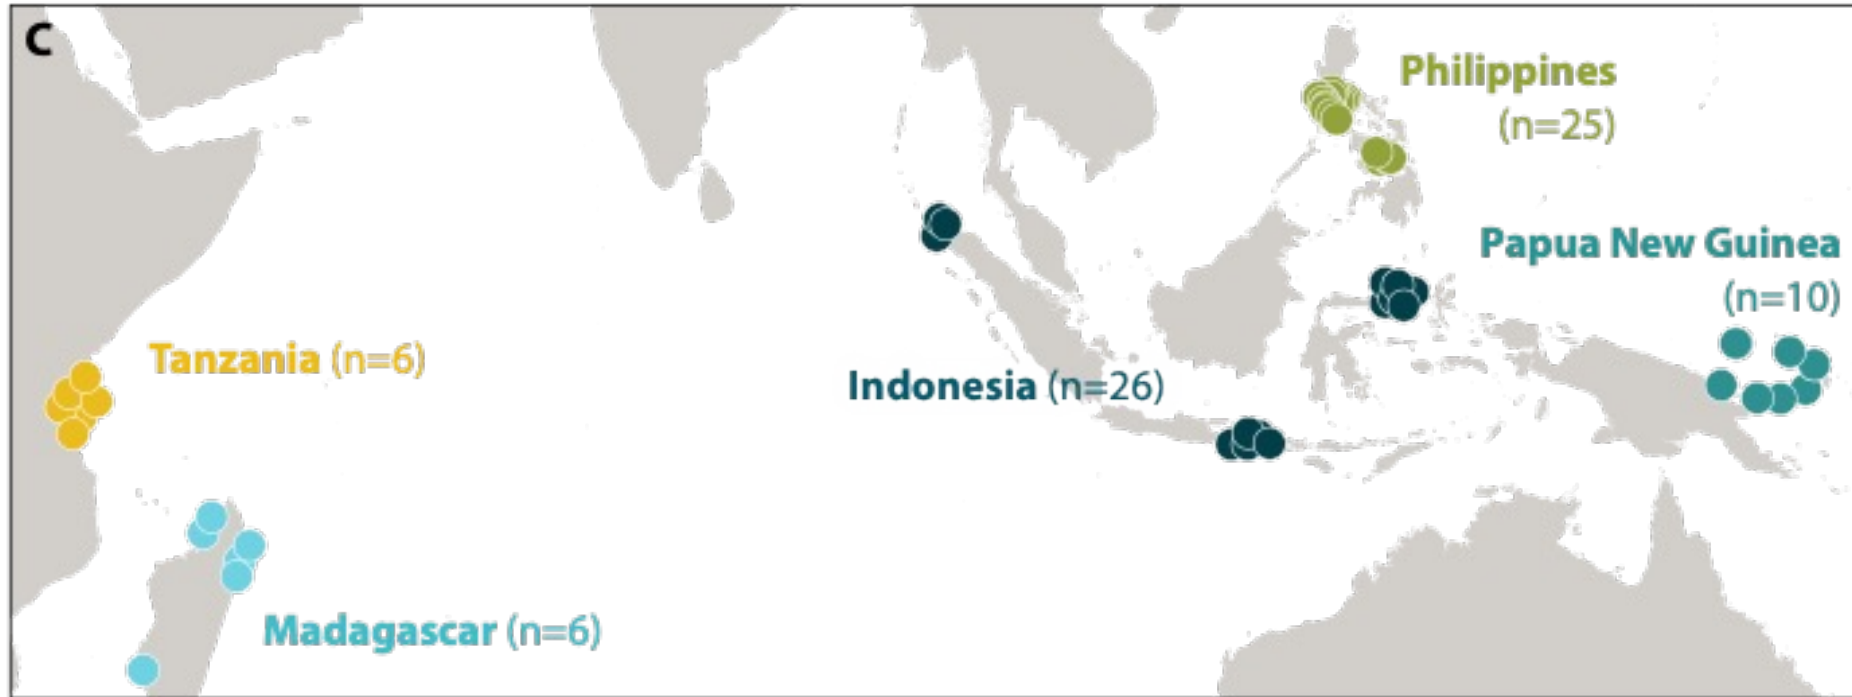 C
Philippines
(n=25)
Papua New Guinea
(n=10)
Tanzania (n=6)
Indonesia (n=26)
Madagascar (n=6)